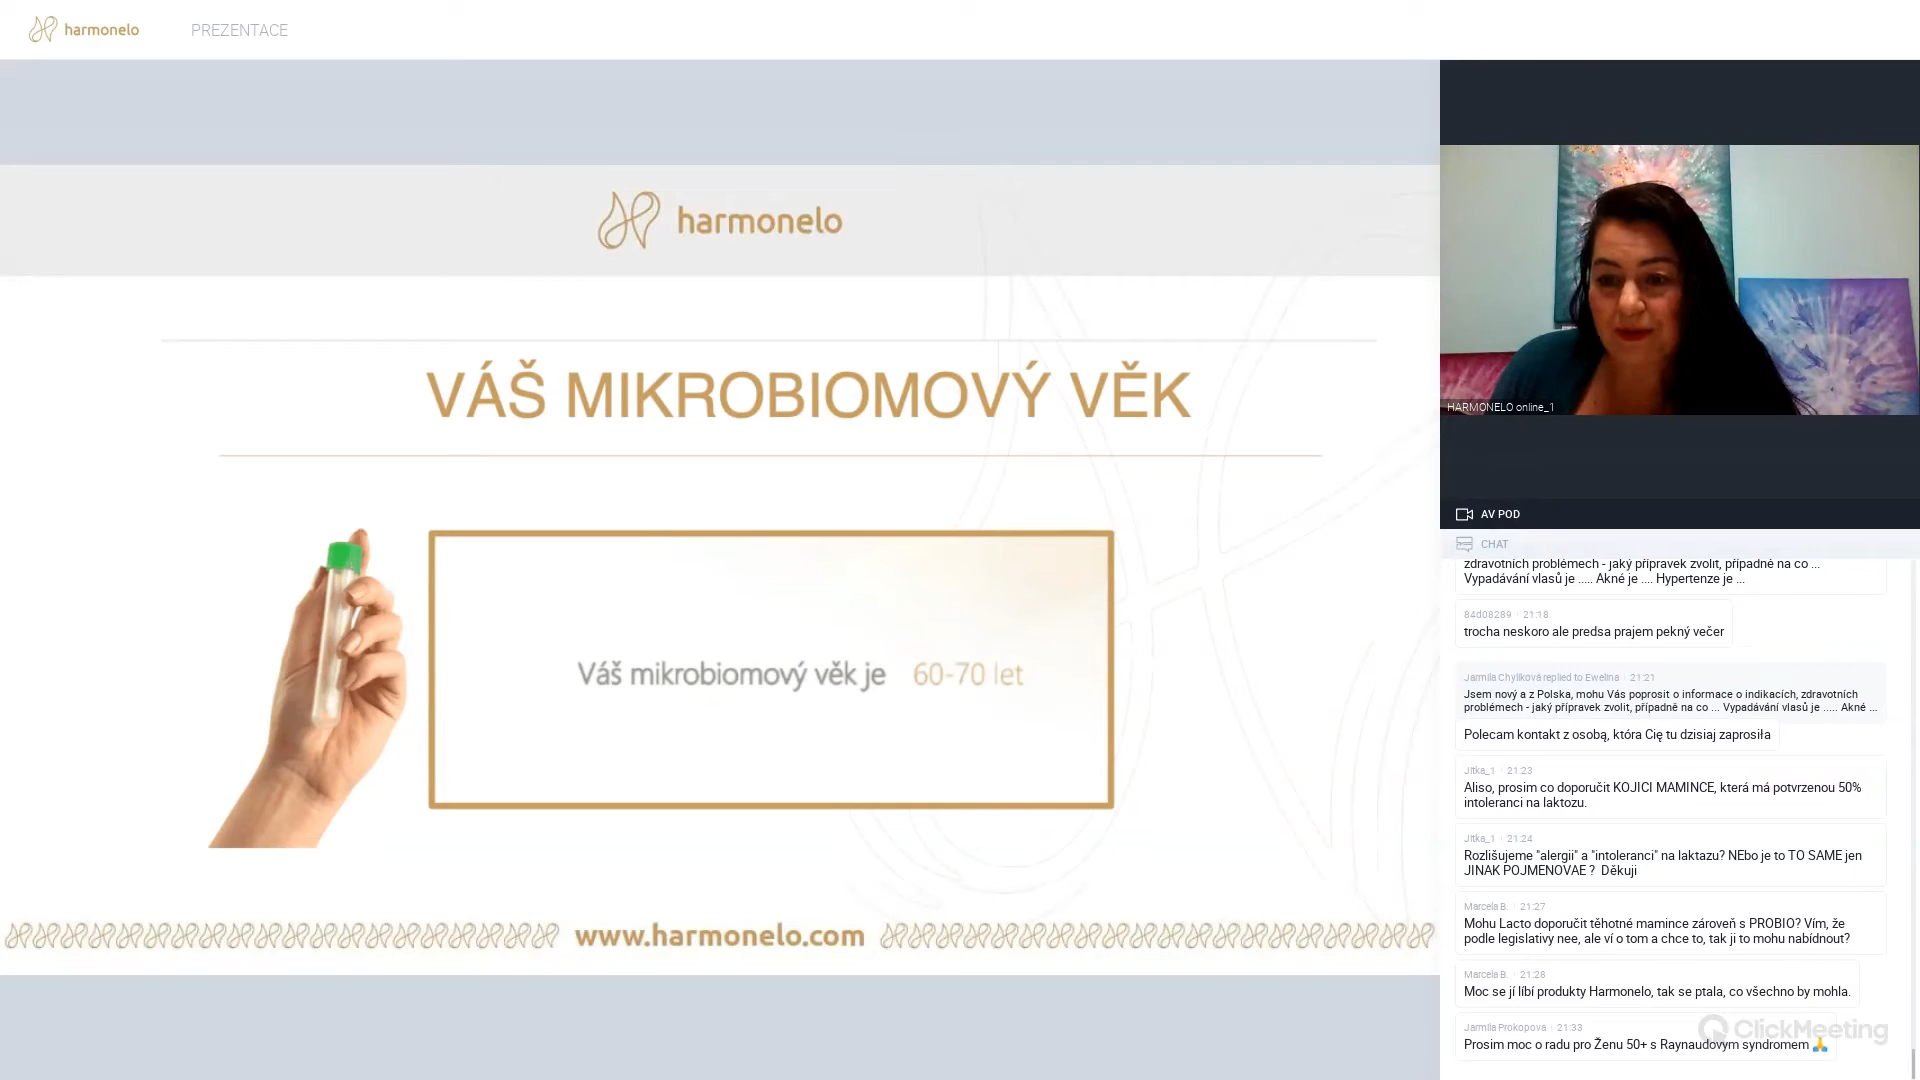 harmonelo
PREZENTACE
harmonelo
VÁŠ MIKROBIOMOVÝ VĚK
Váš mikrobiomový věk je 60-70 let
www.harmonelo.com
HARMONELO online_1
AV POD
CHAT
zdravotních problémech - jaký přípravek zvolit, případně na co ...
Vypadávání vlasů je ..... Akné je .... Hypertenze je ...
84d08289 · 21:18
trocha neskoro ale predsa prajem pekný večer
Jarmila Chylíková replied to Ewelina · 21:21
Jsem nový a z Polska, mohu Vás poprosit o informace o indikacích, zdravotních
problémech - jaký přípravek zvolit, případně na co ... Vypadávání vlasů je ..... Akné ...
Polecam kontakt z osobą, która Cię tu dzisiaj zaprosiła
Jitka_1 · 21:23
Aliso, prosim co doporučit KOJICI MAMINCE, která má potvrzenou 50%
intoleranci na laktozu.
Jitka_1 · 21:24
Rozlišujeme "alergii" a "intoleranci" na laktazu? NEbo je to TO SAME jen
JINAK POJMENOVAE ? Děkuji
Marcela B. · 21:27
Mohu Lacto doporučit těhotné mamince zároveň s PROBIO? Vím, že
podle legislativy nee, ale ví o tom a chce to, tak ji to mohu nabídnout?
Marcela B. · 21:28
Moc se jí líbí produkty Harmonelo, tak se ptala, co všechno by mohla.
Jarmila Prokopova · 21:33
Prosim moc o radu pro Ženu 50+ s Raynaudovym syndromem 🙏
ClickMeeting